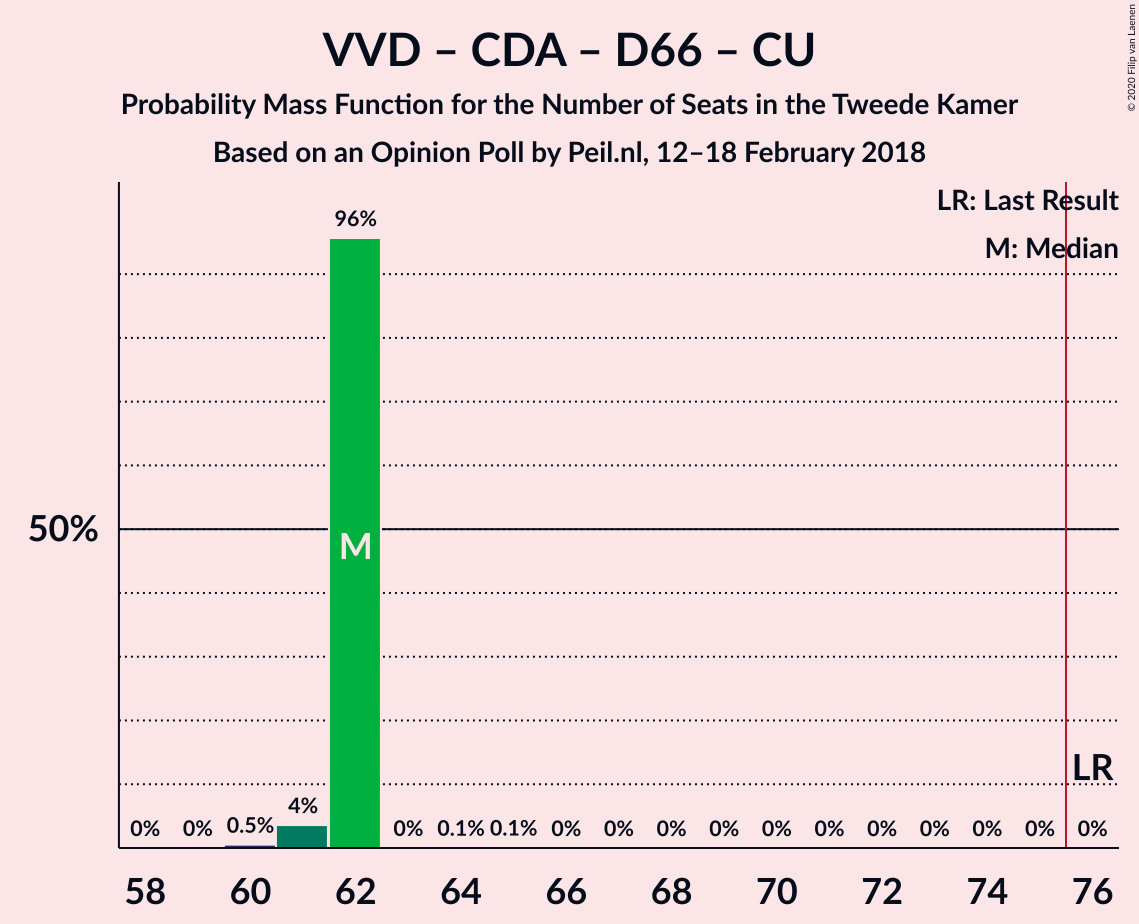 VVD – CDA – D66 – CU
Probability Mass Function for the Number of Seats in the Tweede Kamer
Based on an Opinion Poll by Peil.nl, 12–18 February 2018
© 2020 Filip van Laenen
LR: Last Result
M: Median
96%
50%
M
LR
0% 0% 0.5% 4% 0% 0.1% 0.1% 0% 0% 0% 0% 0% 0% 0% 0% 0% 0% 0%
58 60 62 64 66 68 70 72 74 76